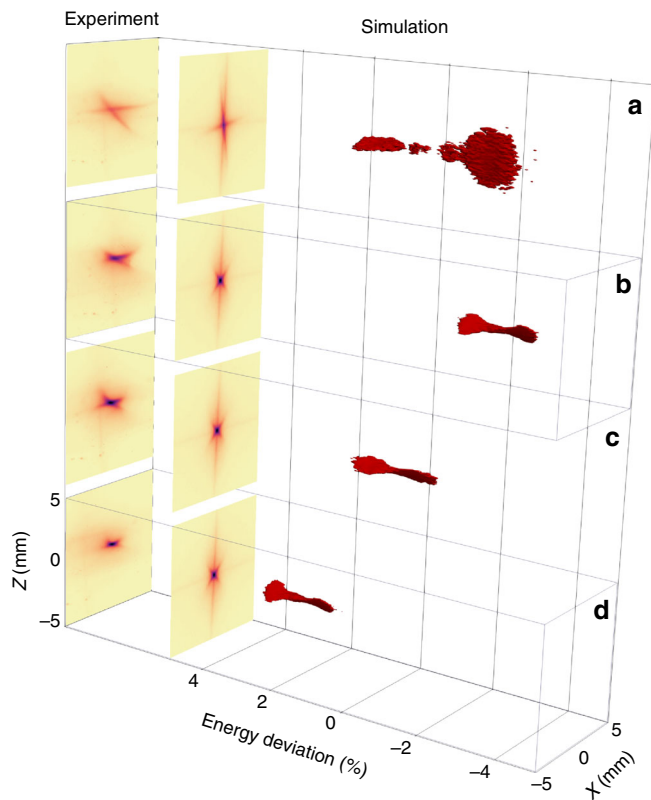 Experiment
Simulation
a
b
c
d
5
0
−5
Z (mm)
4
2
0
−2
−4
Energy deviation (%)
−5
0
5
X (mm)